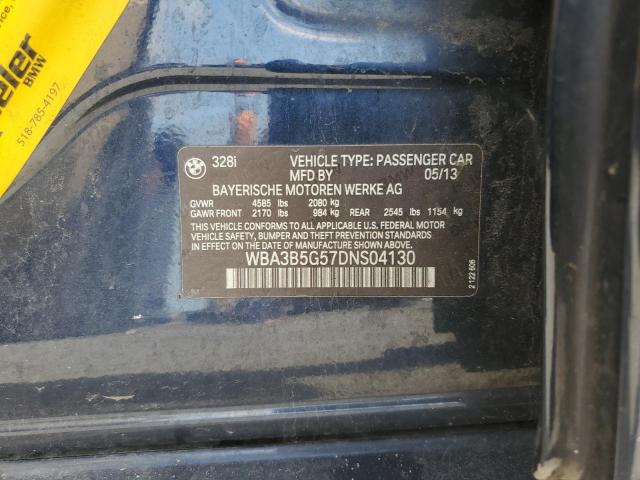 eler
BMW
518-785-4197
328i
VEHICLE TYPE: PASSENGER CAR
MFD BY 05/13
BAYERISCHE MOTOREN WERKE AG
GVWR 4585 lbs 2080 kg
GAWR FRONT 2170 lbs 984 kg REAR 2545 lbs 1154 kg
THIS VEHICLE CONFORMS TO ALL APPLICABLE U.S. FEDERAL MOTOR
VEHICLE SAFETY, BUMPER, AND THEFT PREVENTION STANDARDS IN
EFFECT ON THE DATE OF MANUFACTURE SHOWN ABOVE.
WBA3B5G57DNS04130
2 122 606